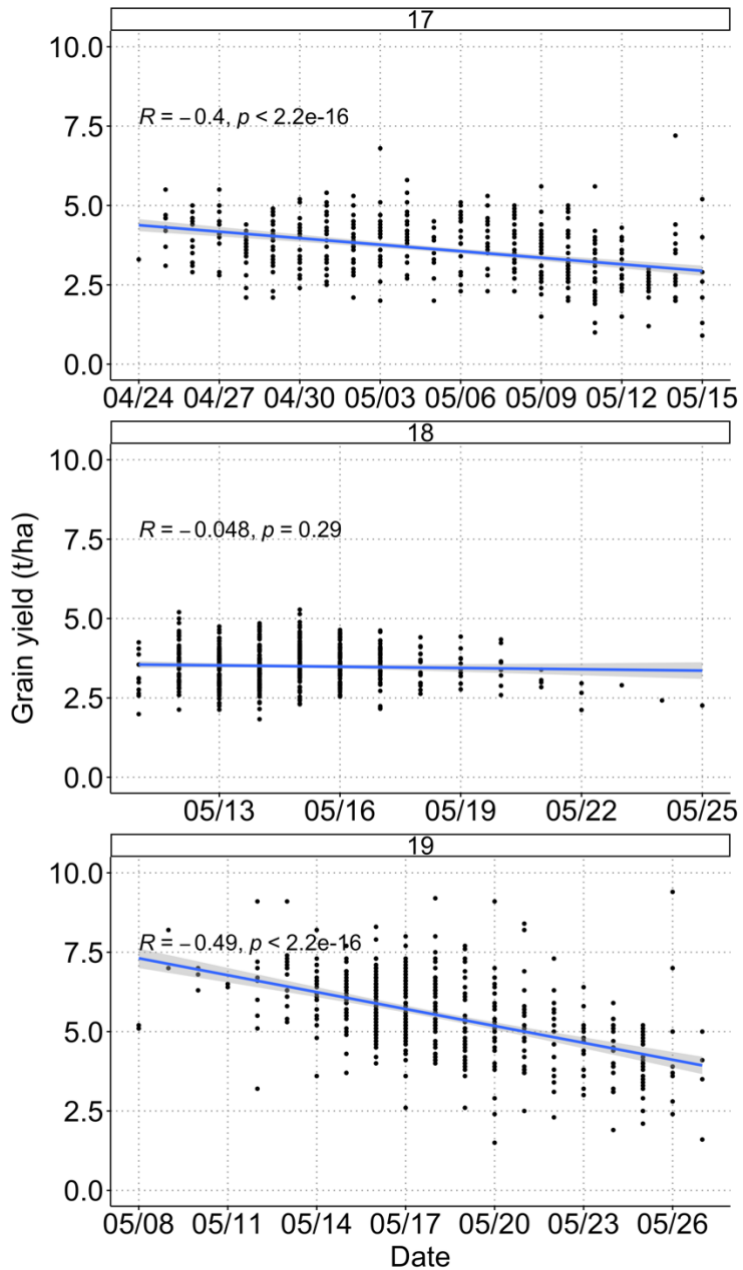 17
10.0
R = −0.4, p < 2.2e-16
7.5
5.0
2.5
0.0
04/24 04/27 04/30 05/03 05/06 05/09 05/12 05/15
18
10.0
R = −0.048, p = 0.29
7.5
5.0
2.5
0.0
05/13 05/16 05/19 05/22 05/25
Grain yield (t/ha)
19
10.0
R = −0.49, p < 2.2e-16
7.5
5.0
2.5
0.0
05/08 05/11 05/14 05/17 05/20 05/23 05/26
Date